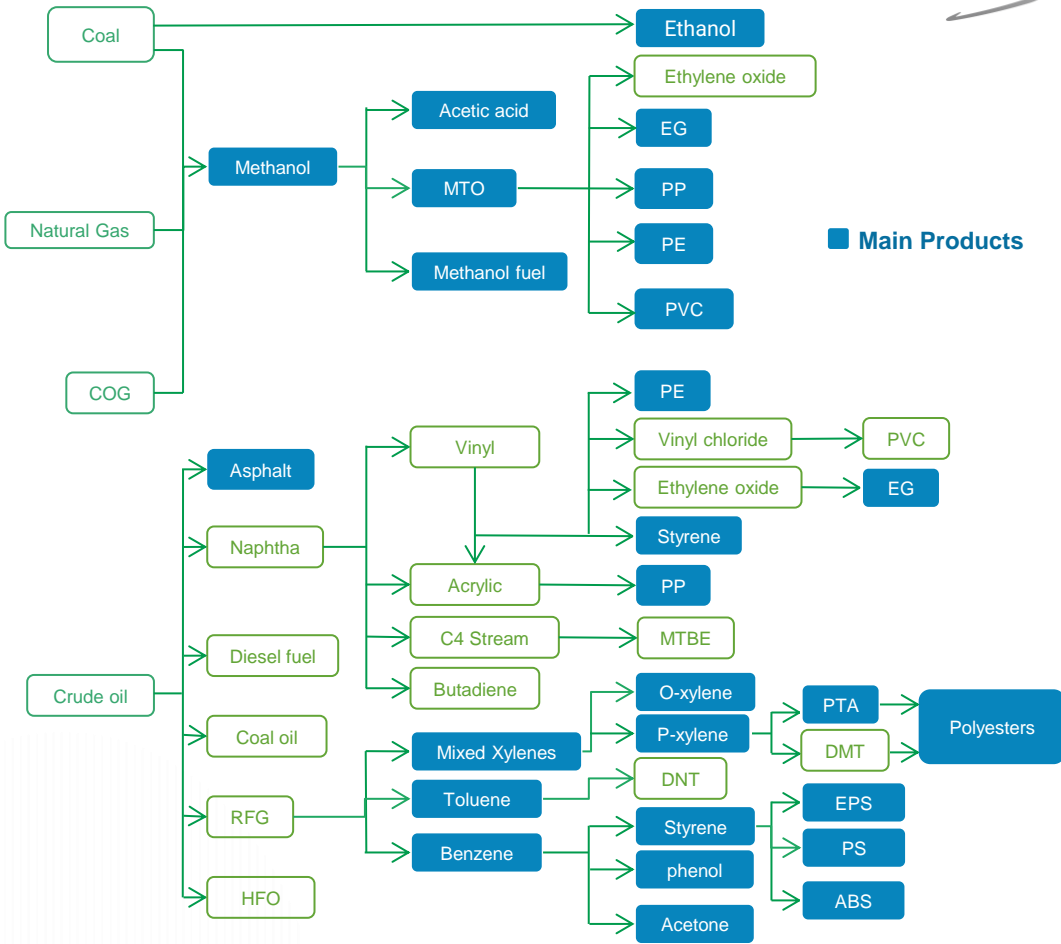 Coal
Ethanol
Ethylene oxide
Acetic acid
EG
Methanol
MTO
PP
Natural Gas
PE
Main Products
Methanol fuel
PVC
COG
PE
Vinyl
Vinyl chloride
PVC
Asphalt
Ethylene oxide
EG
Naphtha
Styrene
Acrylic
PP
C4 Stream
MTBE
Diesel fuel
Butadiene
O-xylene
Crude oil
PTA
Polyesters
P-xylene
Coal oil
Mixed Xylenes
DMT
DNT
Toluene
EPS
RFG
Styrene
Benzene
PS
phenol
HFO
ABS
Acetone